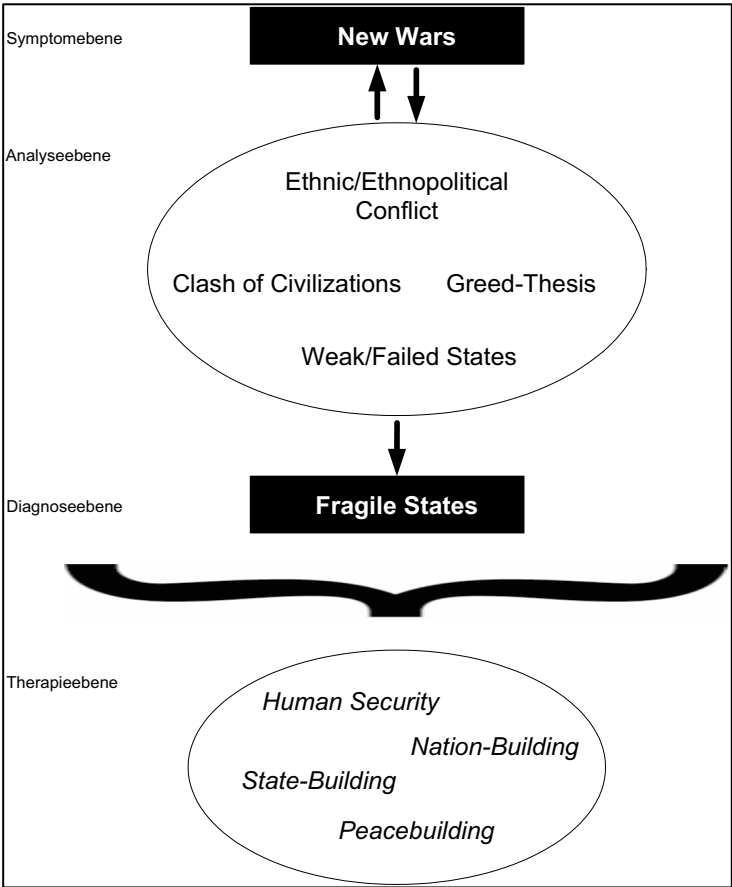 Symptomebene
New Wars
Analyseebene
Ethnic/Ethnopolitical
Conflict
Clash of Civilizations
Greed-Thesis
Weak/Failed States
Diagnoseebene
Fragile States
Therapieebene
Human Security
Nation-Building
State-Building
Peacebuilding